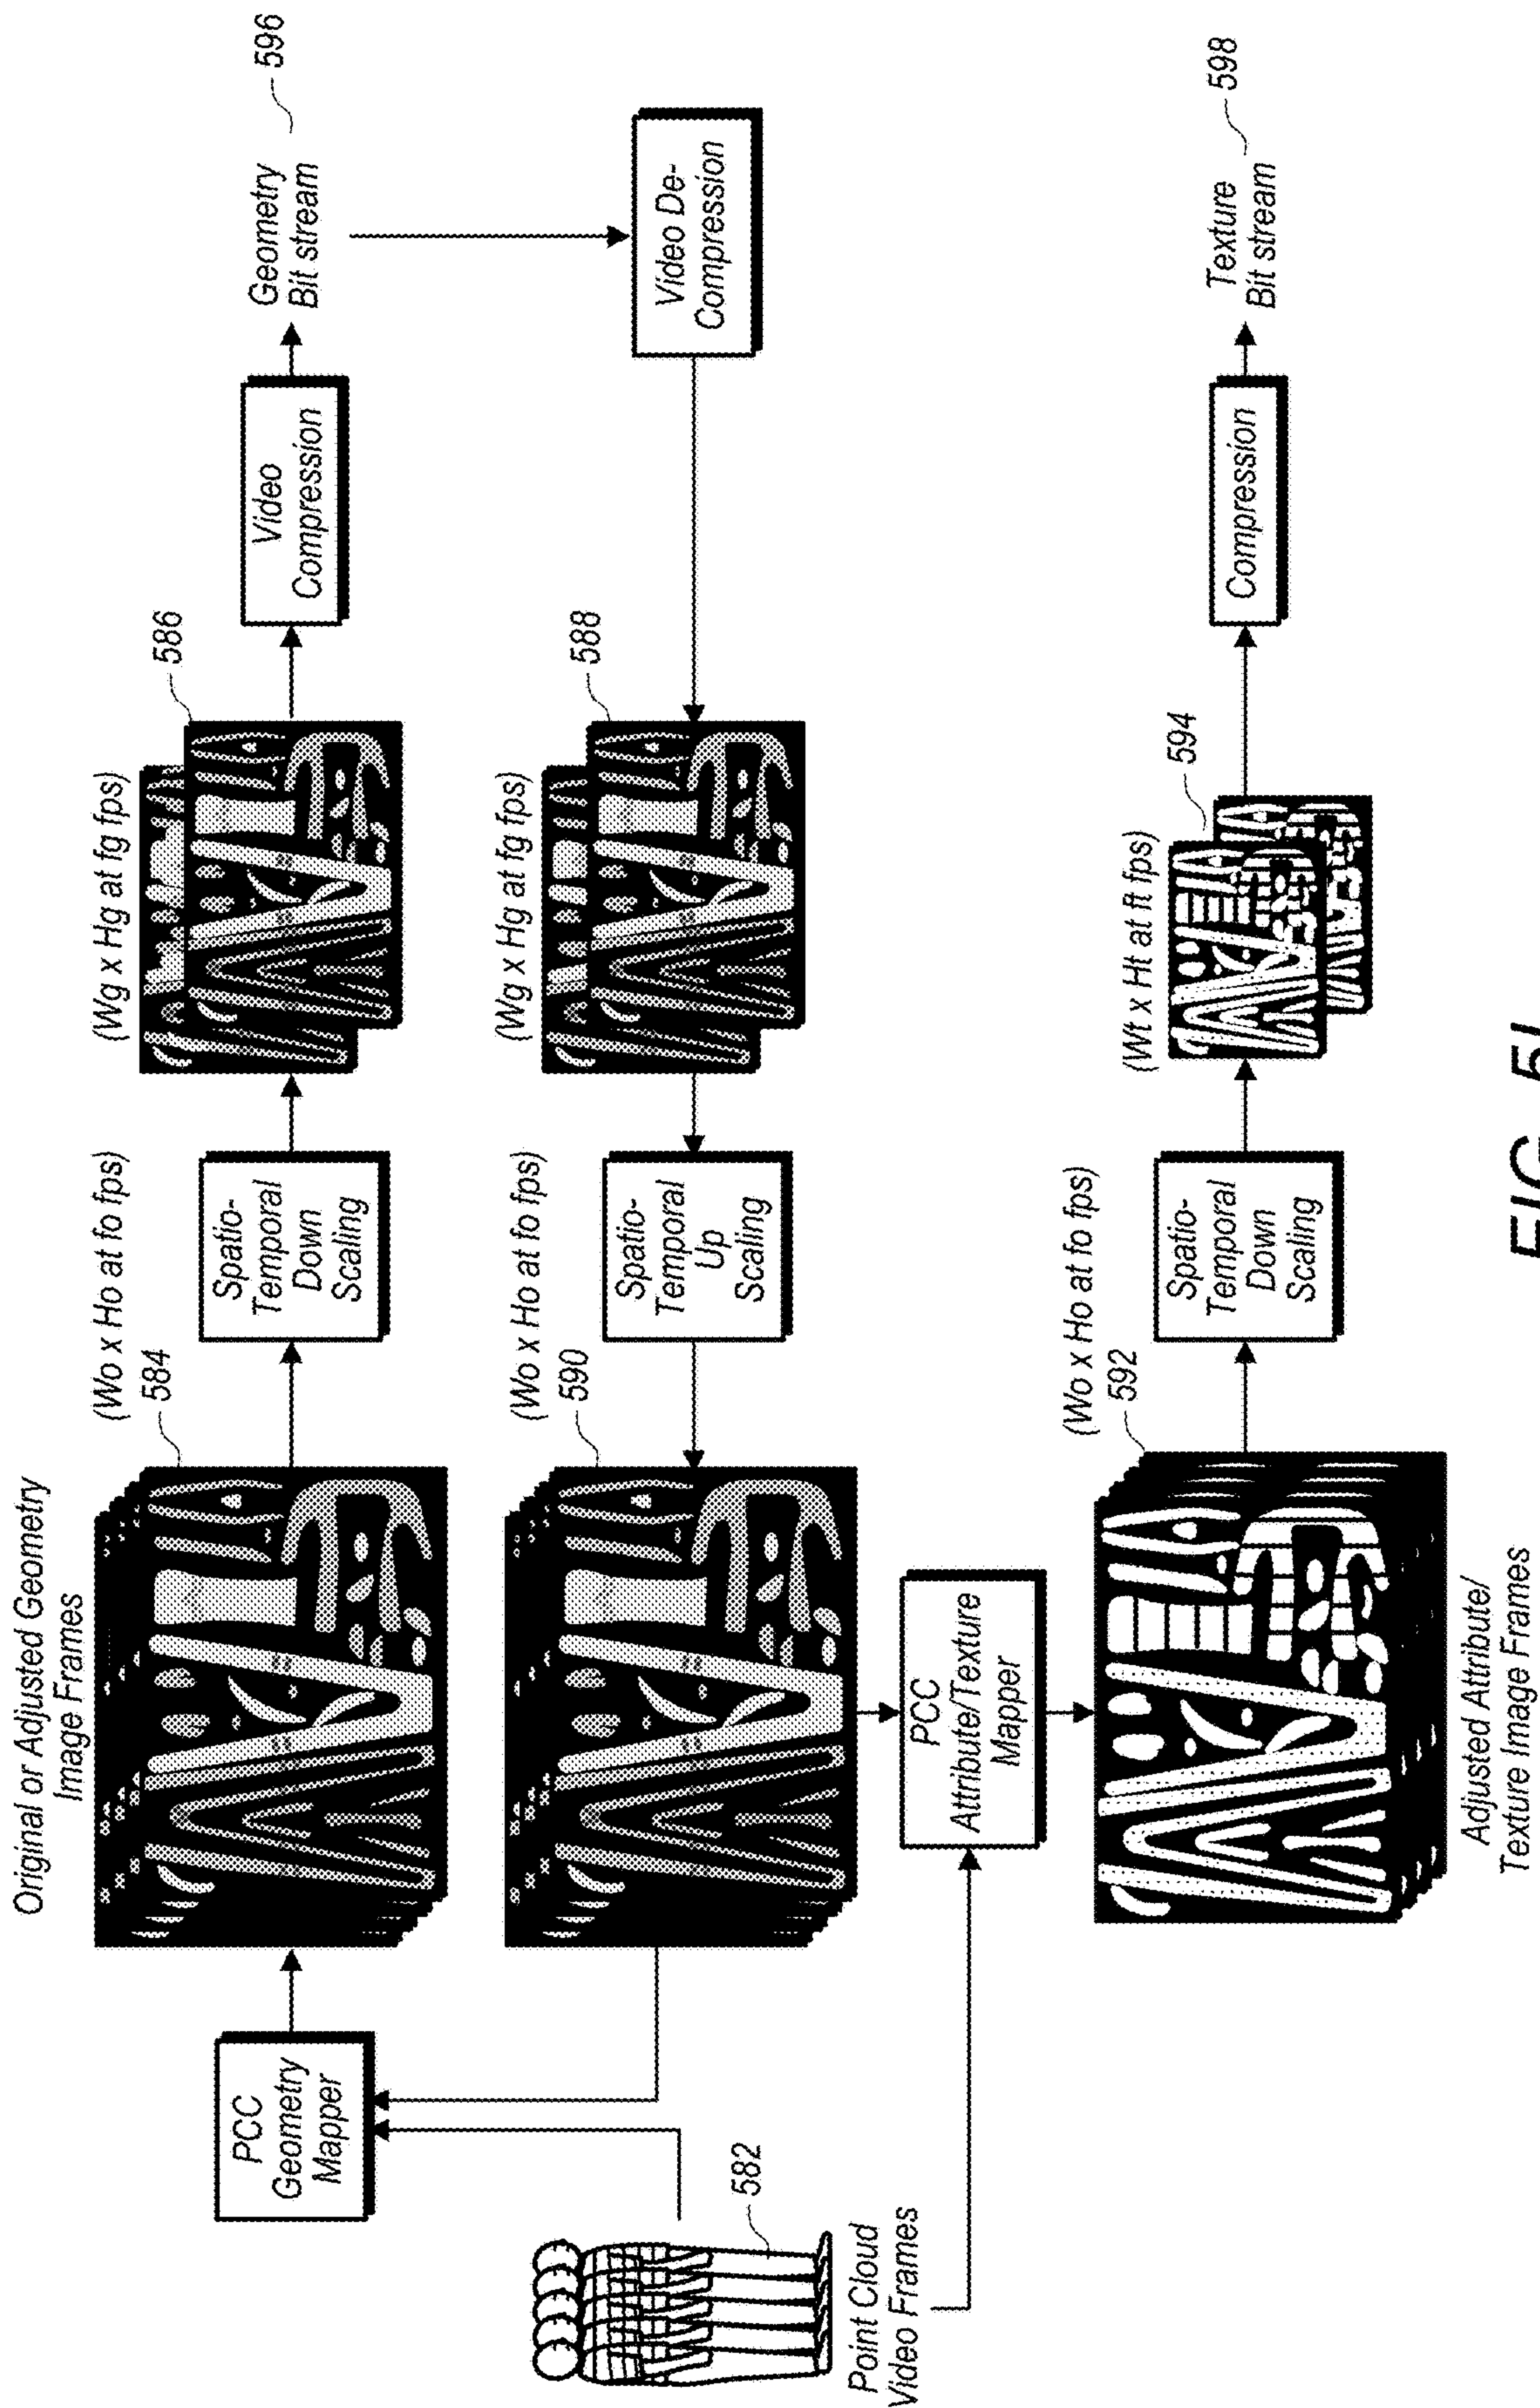 Original or Adjusted Geometry
Image Frames
(Wo x Ho at fo fps)
584
(Wg x Hg at fg fps)
586
596
PCC
Geometry
Mapper
Spatio-
Temporal
Down
Scaling
Video
Compression
Geometry
Bit stream
(Wo x Ho at fo fps)
590
(Wg x Hg at fg fps)
588
Spatio-
Temporal
Up
Scaling
Video De-
Compression
582
Point Cloud
Video Frames
PCC
Attribute/Texture
Mapper
(Wo x Ho at fo fps)
592
(Wt x Ht at ft fps)
594
598
Spatio-
Temporal
Down
Scaling
Compression
Texture
Bit stream
Adjusted Attribute/
Texture Image Frames